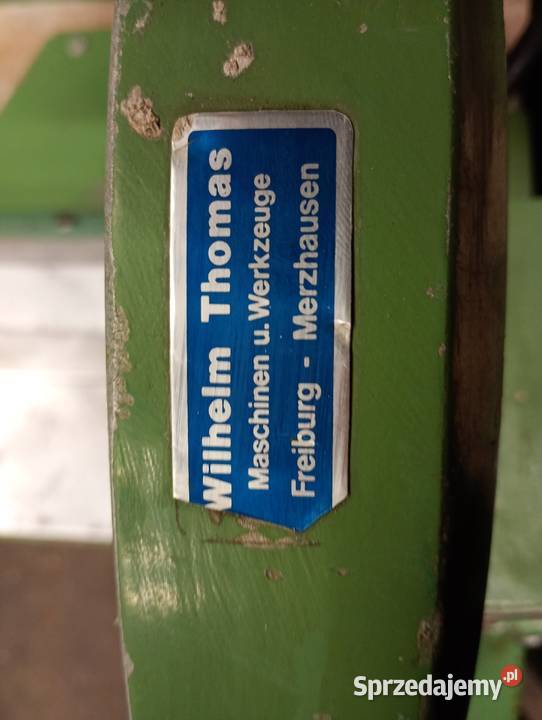 Wilhelm Thomas
Maschinen u. Werkzeuge
Freiburg - Merzhausen
Sprzedajemy.pl